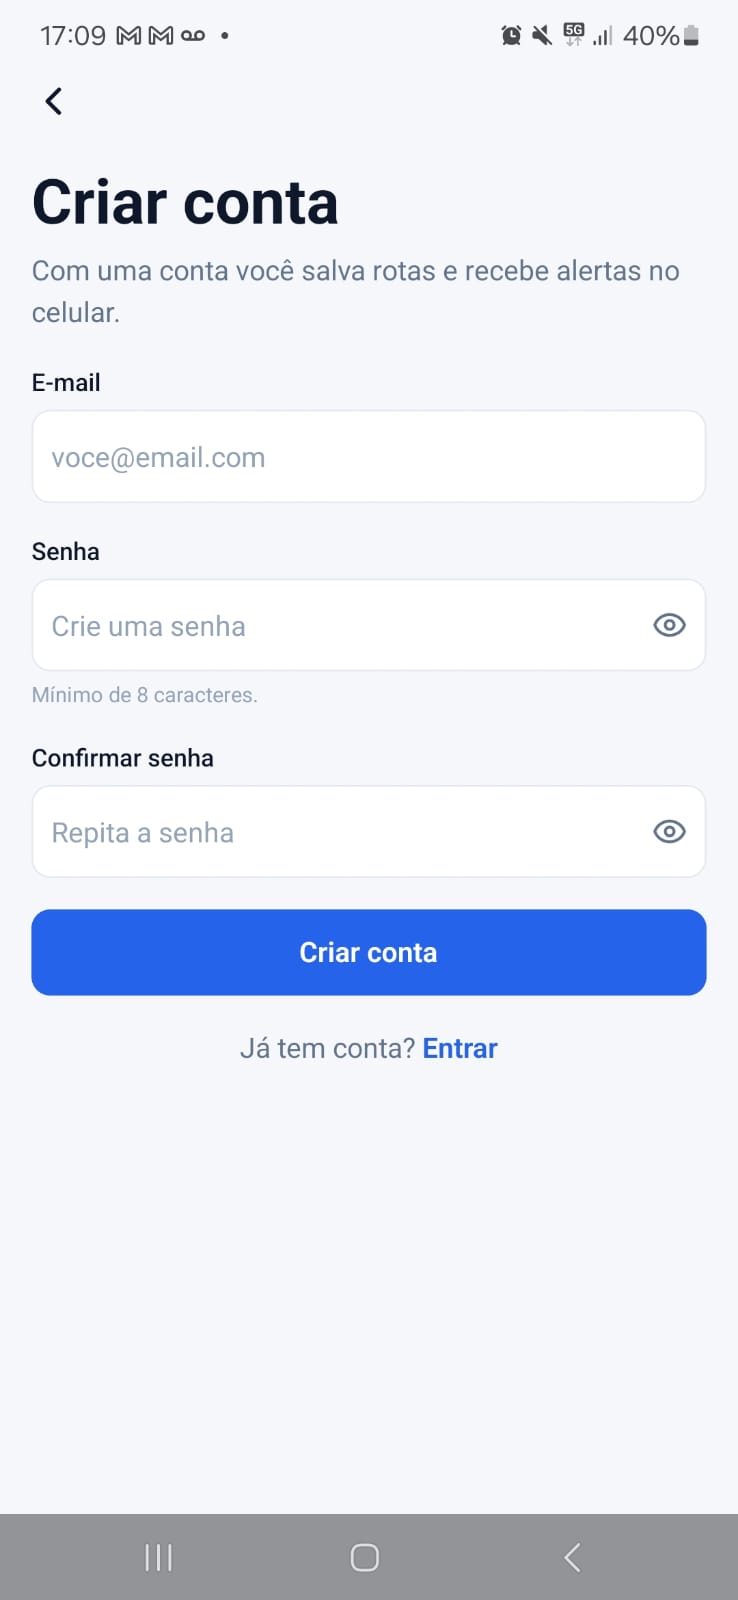 17:09
5G
40%
Criar conta
Com uma conta você salva rotas e recebe alertas no
celular.
E-mail
voce@email.com
Senha
Crie uma senha
Mínimo de 8 caracteres.
Confirmar senha
Repita a senha
Criar conta
Já tem conta? Entrar